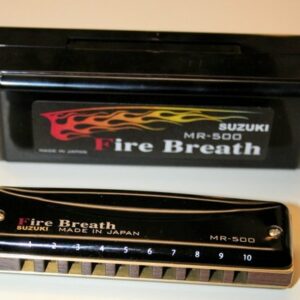 SUZUKI
MR-500
MADE IN JAPAN
Fire Breath
Fire Breath
SUZUKI MADE IN JAPAN
MR-500
1 2 3 4 5 6 7 8 9 10